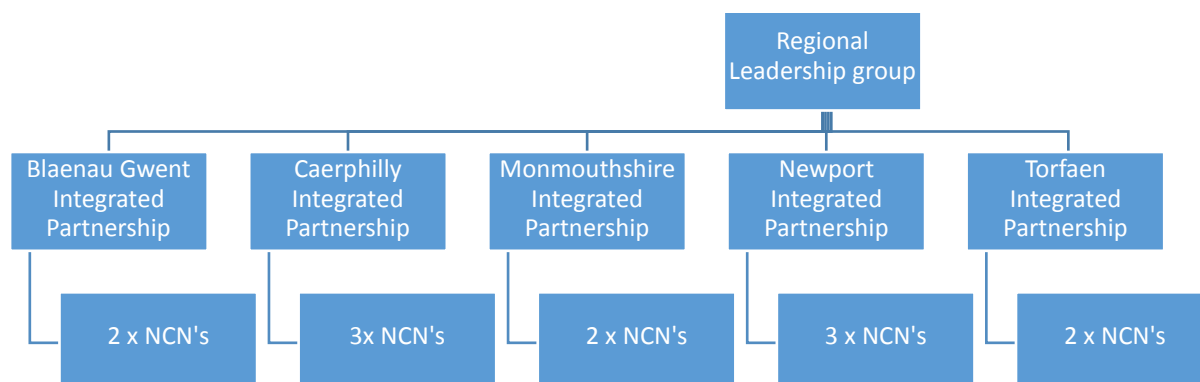 Regional
Leadership group
Blaenau Gwent
Integrated
Partnership
Caerphilly
Integrated
Partnership
Monmouthshire
Integrated
Partnership
Newport
Integrated
Partnership
Torfaen
Integrated
Partnership
2 x NCN's
3x NCN's
2 x NCN's
3 x NCN's
2 x NCN's